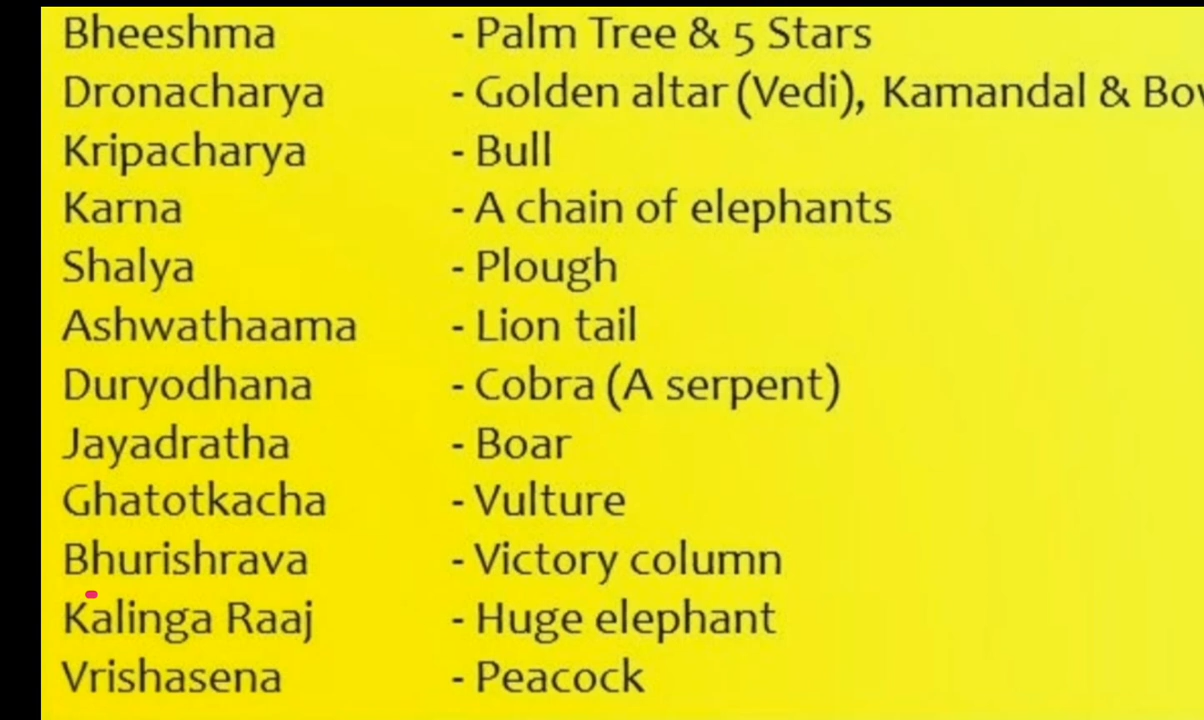 Bheeshma - Palm Tree & 5 Stars
Dronacharya - Golden altar (Vedi), Kamandal &
Kripacharya - Bull
Karna - A chain of elephants
Shalya - Plough
Ashwathaama - Lion tail
Duryodhana - Cobra (A serpent)
Jayadratha - Boar
Ghatotkacha - Vulture
Bhurishrava - Victory column
Kalinga Raaj - Huge elephant
Vrishasena - Peacock